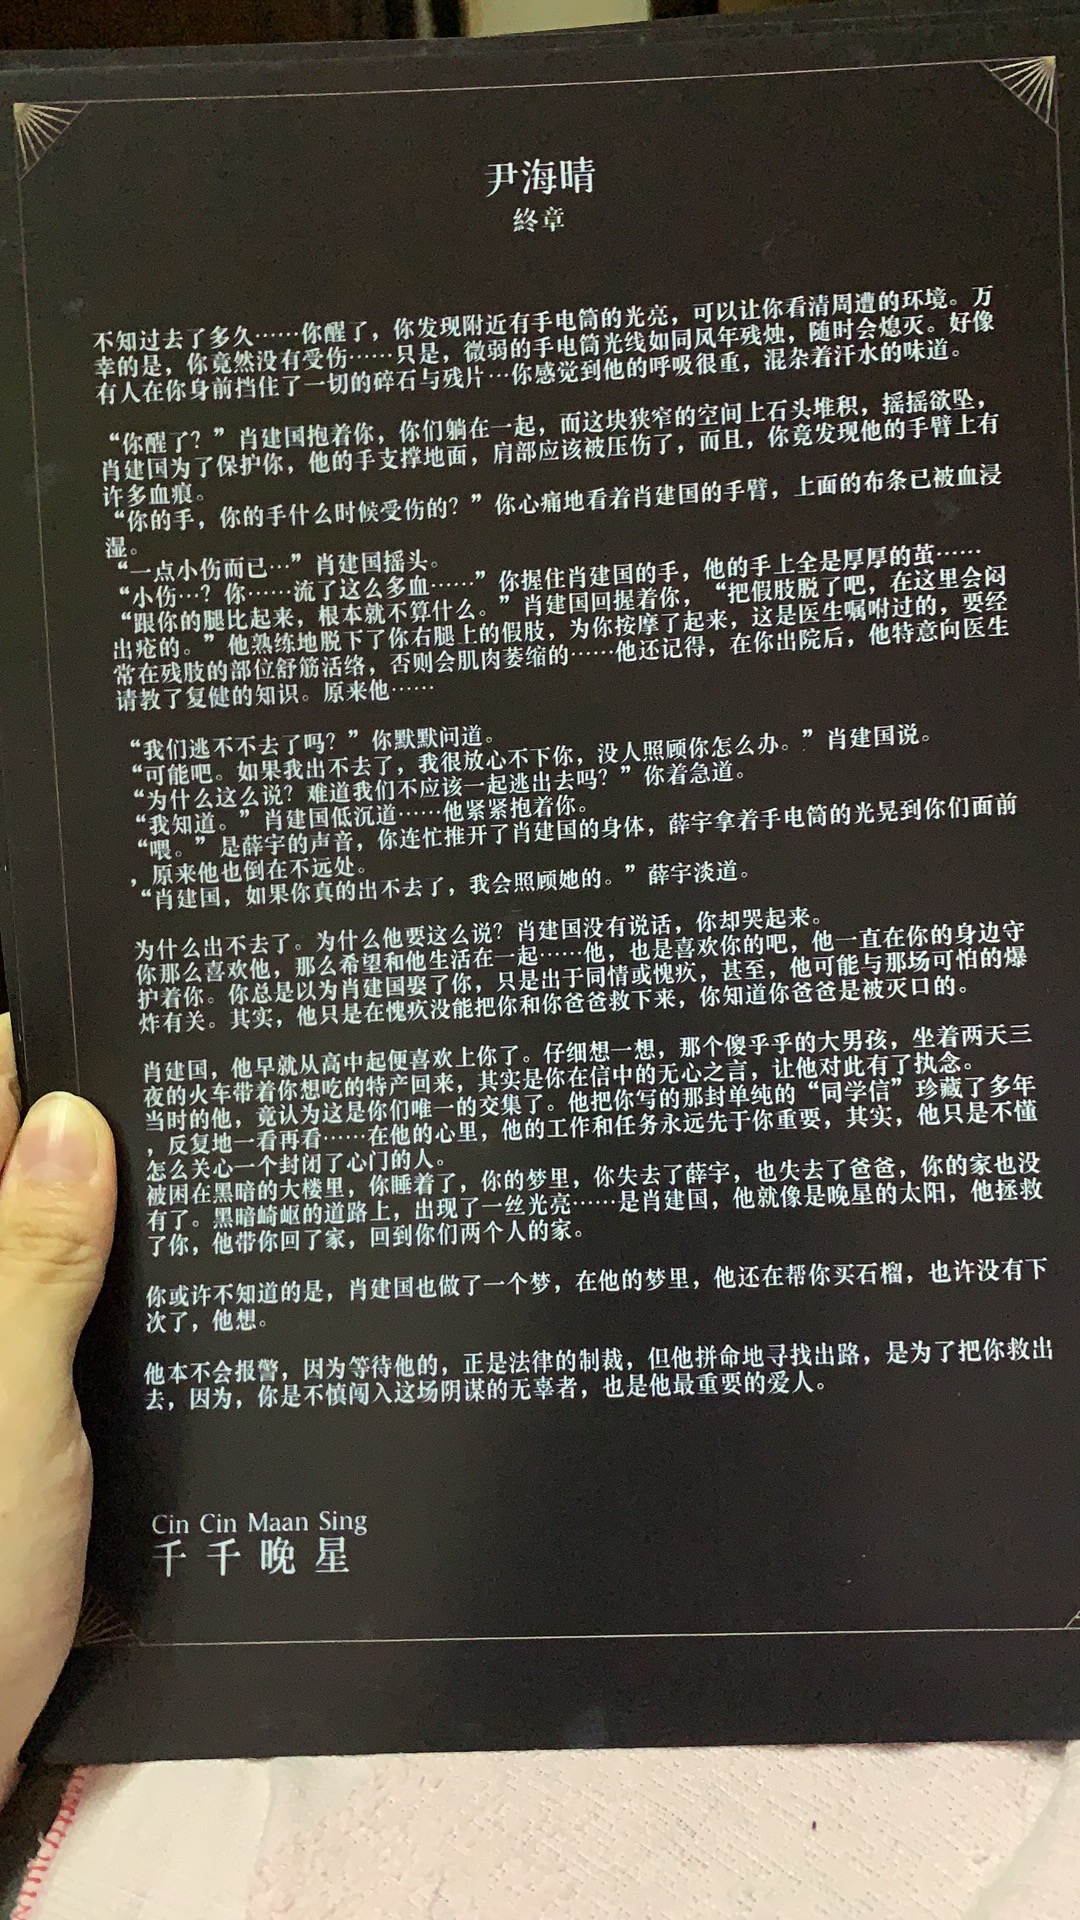 尹海晴
終章
不知过去了多久……你醒了，你发现附近有手电筒的光亮，可以让你看清周遭的环境。万
幸的是，你竟然没有受伤……只是，微弱的手电筒光线如同风年残烛，随时会熄灭。好像
有人在你身前挡住了一切的碎石与残片…你感觉到他的呼吸很重，混杂着汗水的味道。
“你醒了？”肖建国抱着你，你们躺在一起，而这块狭窄的空间上石头堆积，摇摇欲坠，
肖建国为了保护你，他的手支撑地面，肩部应该被压伤了，而且，你竟发现他的手臂上有
许多血痕。
“你的手，你的手什么时候受伤的？”你心痛地看着肖建国的手臂，上面的布条已被血浸
湿。
“一点小伤而已…”肖建国摇头。
“小伤…？你……流了这么多血……”你握住肖建国的手，他的手上全是厚厚的茧……
“跟你的腿比起来，根本就不算什么。”肖建国回握着你，“把假肢脱了吧，在这里会闷
出疮的。”他熟练地脱下了你右腿上的假肢，为你按摩了起来，这是医生嘱咐过的，要经
常在残肢的部位舒筋活络，否则会肌肉萎缩的……他还记得，在你出院后，他特意向医生
请教了复健的知识。原来他……
“我们逃不不去了吗？”你默默问道。
“可能吧。如果我出不去了，我很放心不下你，没人照顾你怎么办。”肖建国说。
“为什么这么说？难道我们不应该一起逃出去吗？”你着急道。
“我知道。”肖建国低沉道……他紧紧抱着你。
“喂。”是薛宇的声音，你连忙推开了肖建国的身体，薛宇拿着手电筒的光晃到你们面前
，原来他也倒在不远处。
“肖建国，如果你真的出不去了，我会照顾她的。”薛宇淡道。
为什么出不去了。为什么他要这么说？肖建国没有说话，你却哭起来。
你那么喜欢他，那么希望和他生活在一起……他，也是喜欢你的吧，他一直在你的身边守
护着你。你总是以为肖建国娶了你，只是出于同情或愧疚，甚至，他可能与那场可怕的爆
炸有关。其实，他只是在愧疚没能把你和你爸爸救下来，你知道你爸爸是被灭口的。
肖建国，他早就从高中起便喜欢上你了。仔细想一想，那个傻乎乎的大男孩，坐着两天三
夜的火车带着你想吃的特产回来，其实是你在信中的无心之言，让他对此有了执念。
当时的他，竟认为这是你们唯一的交集了。他把你写的那封单纯的“同学信”珍藏了多年
，反复地一看再看……在他的心里，他的工作和任务永远先于你重要，其实，他只是不懂
怎么关心一个封闭了心门的人。
被困在黑暗的大楼里，你睡着了，你的梦里，你失去了薛宇，也失去了爸爸，你的家也没
有了。黑暗崎岖的道路上，出现了一丝光亮……是肖建国，他就像是晚星的太阳，他拯救
了你，他带你回了家，回到你们两个人的家。
你或许不知道的是，肖建国也做了一个梦，在他的梦里，他还在帮你买石榴，也许没有下
次了，他想。
他本不会报警，因为等待他的，正是法律的制裁，但他拼命地寻找出路，是为了把你救出
去，因为，你是不慎闯入这场阴谋的无辜者，也是他最重要的爱人。
Cin Cin Maan Sing
千千晚星